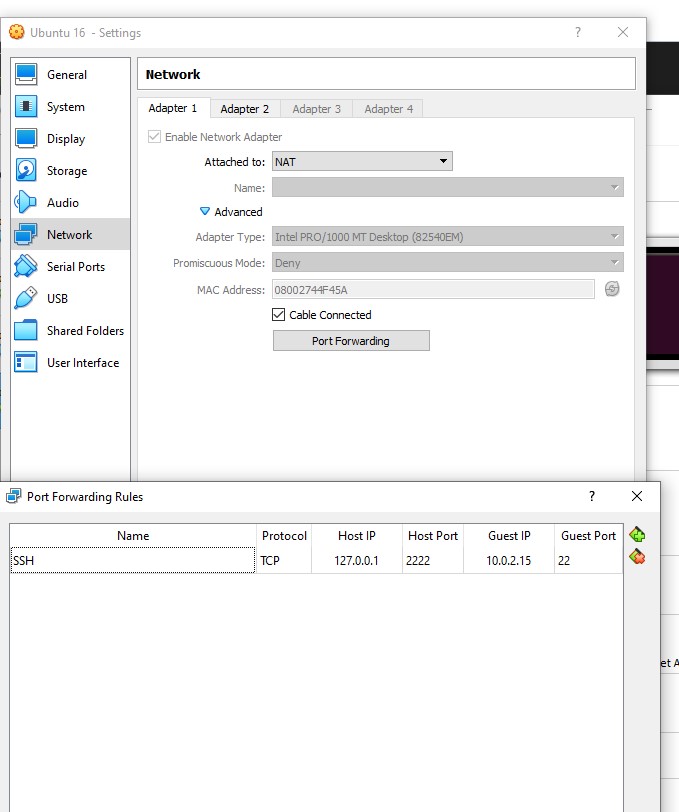 Ubuntu 16 - Settings ?
General
System
Display
Storage
Audio
Network
Serial Ports
USB
Shared Folders
User Interface
Network
Adapter 1 Adapter 2 Adapter 3 Adapter 4
Enable Network Adapter
Attached to: NAT
Name:
Advanced
Adapter Type: Intel PRO/1000 MT Desktop (82540EM)
Promiscuous Mode: Deny
MAC Address: 08002744F45A
Cable Connected
Port Forwarding
Port Forwarding Rules ?
Name Protocol Host IP Host Port Guest IP Guest Port
SSH TCP 127.0.0.1 2222 10.0.2.15 22
et A